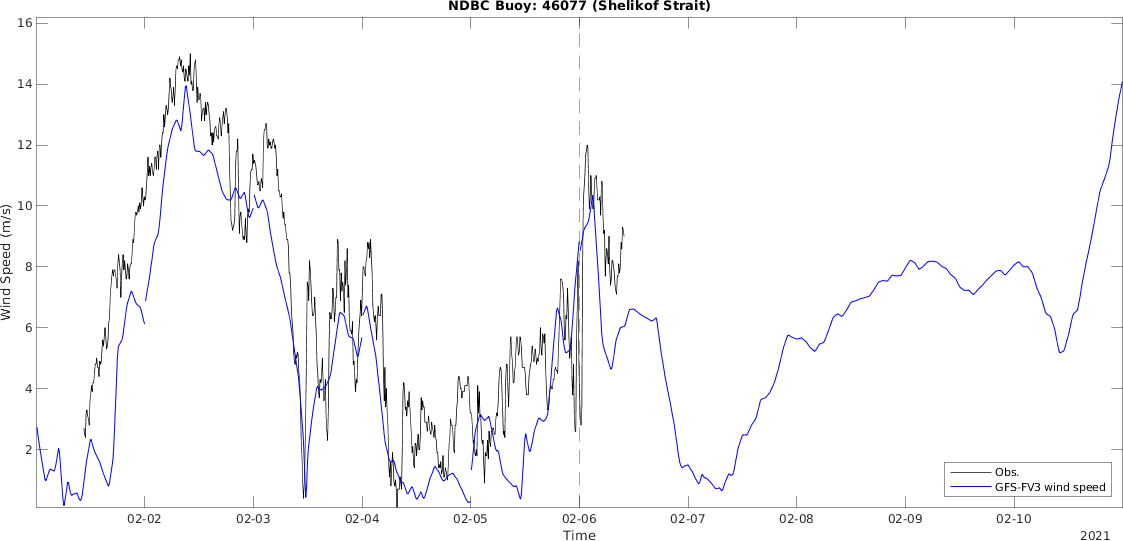 NDBC Buoy: 46077 (Shelikof Strait)
16
14
12
10
8
6
4
2
Wind Speed (m/s)
Obs.
GFS-FV3 wind speed
02-02 02-03 02-04 02-05 02-06 02-07 02-08 02-09 02-10
Time
2021